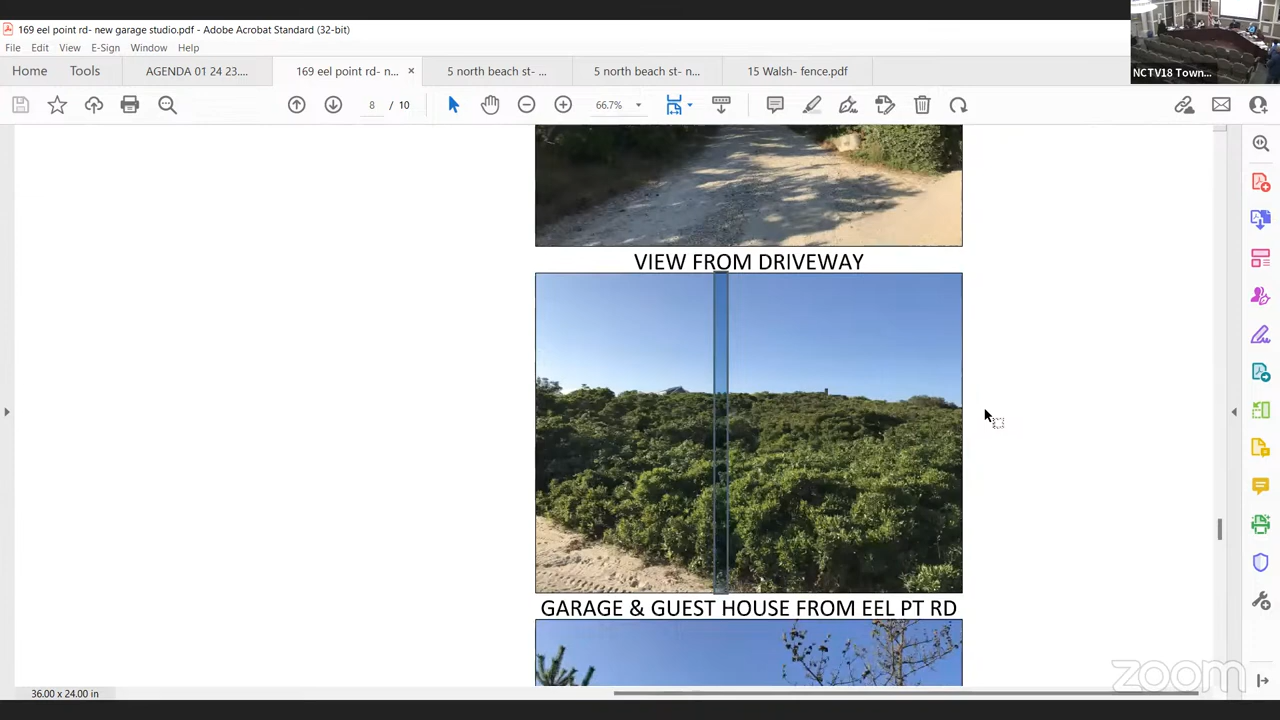 169 eel point rd- new garage studio.pdf - Adobe Acrobat Standard (32-bit)
File Edit View E-Sign Window Help
Home Tools AGENDA 01 24 23.... 169 eel point rd- n... × 5 north beach st- ... 5 north beach st- n... 15 Walsh- fence.pdf
NCTV18 Town...
8 / 10 66.7%
VIEW FROM DRIVEWAY
GARAGE & GUEST HOUSE FROM EEL PT RD
zoom
36.00 x 24.00 in